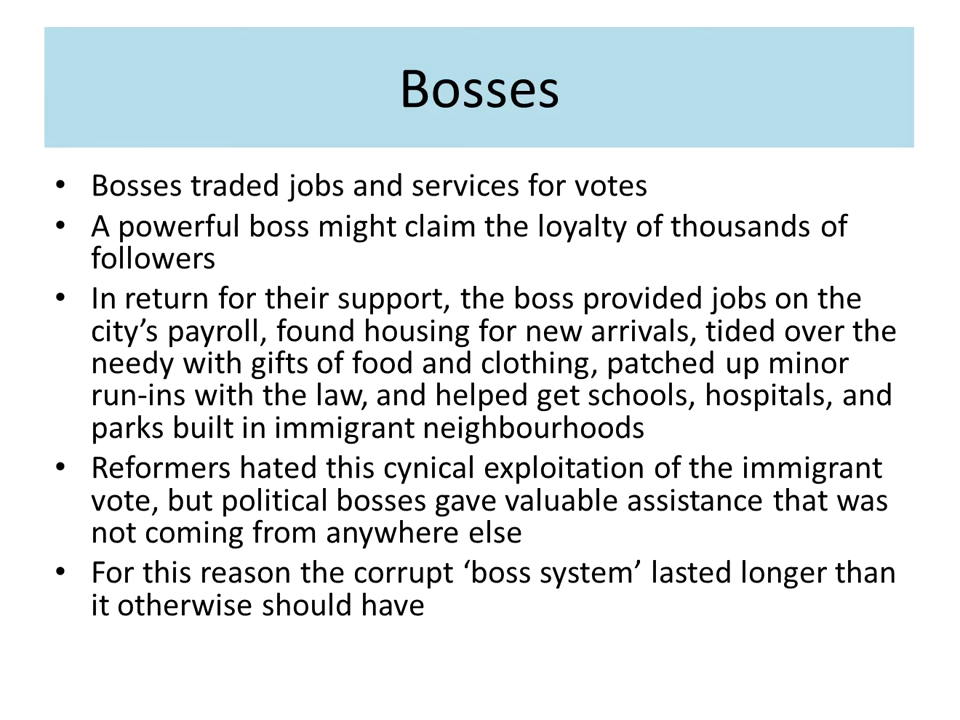 Bosses
• Bosses traded jobs and services for votes
• A powerful boss might claim the loyalty of thousands of
followers
• In return for their support, the boss provided jobs on the
city’s payroll, found housing for new arrivals, tided over the
needy with gifts of food and clothing, patched up minor
run-ins with the law, and helped get schools, hospitals, and
parks built in immigrant neighbourhoods
• Reformers hated this cynical exploitation of the immigrant
vote, but political bosses gave valuable assistance that was
not coming from anywhere else
• For this reason the corrupt ‘boss system’ lasted longer than
it otherwise should have